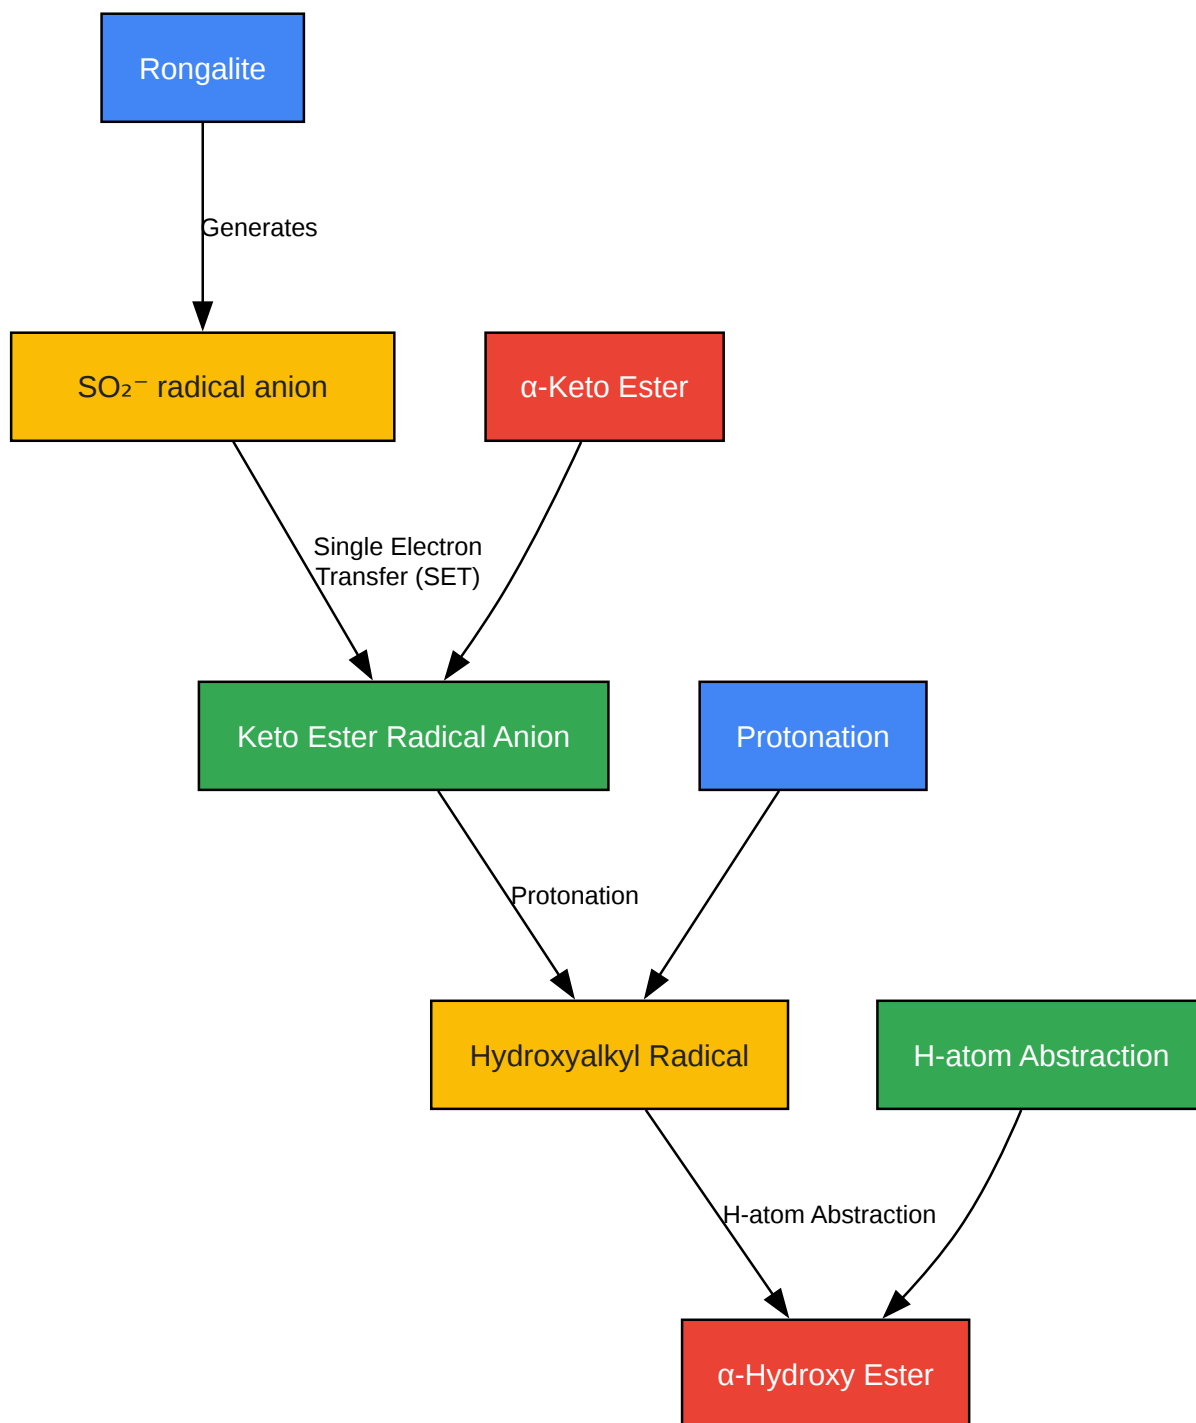 Rongalite
Generates
SO₂⁻ radical anion
α-Keto Ester
Single Electron
Transfer (SET)
Keto Ester Radical Anion
Protonation
Protonation
Hydroxyalkyl Radical
H-atom Abstraction
H-atom Abstraction
α-Hydroxy Ester